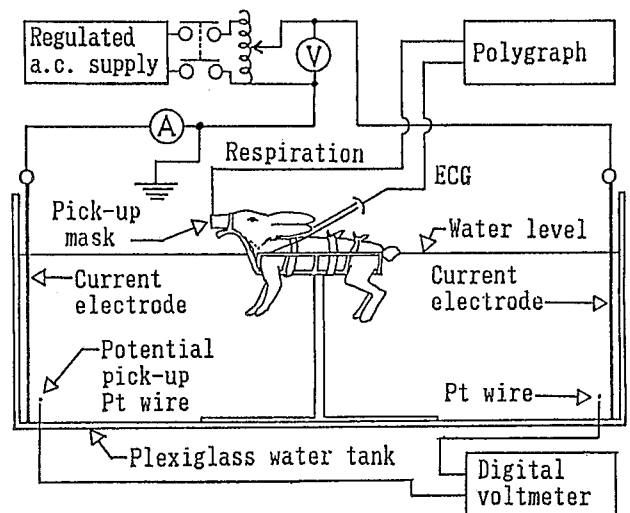 Regulated
a.c. supply
V
Polygraph
A
Respiration
ECG
Pick-up
mask
Water level
Current
electrode
Current
electrode
Potential
pick-up
Pt wire
Pt wire
Plexiglass water tank
Digital
voltmeter